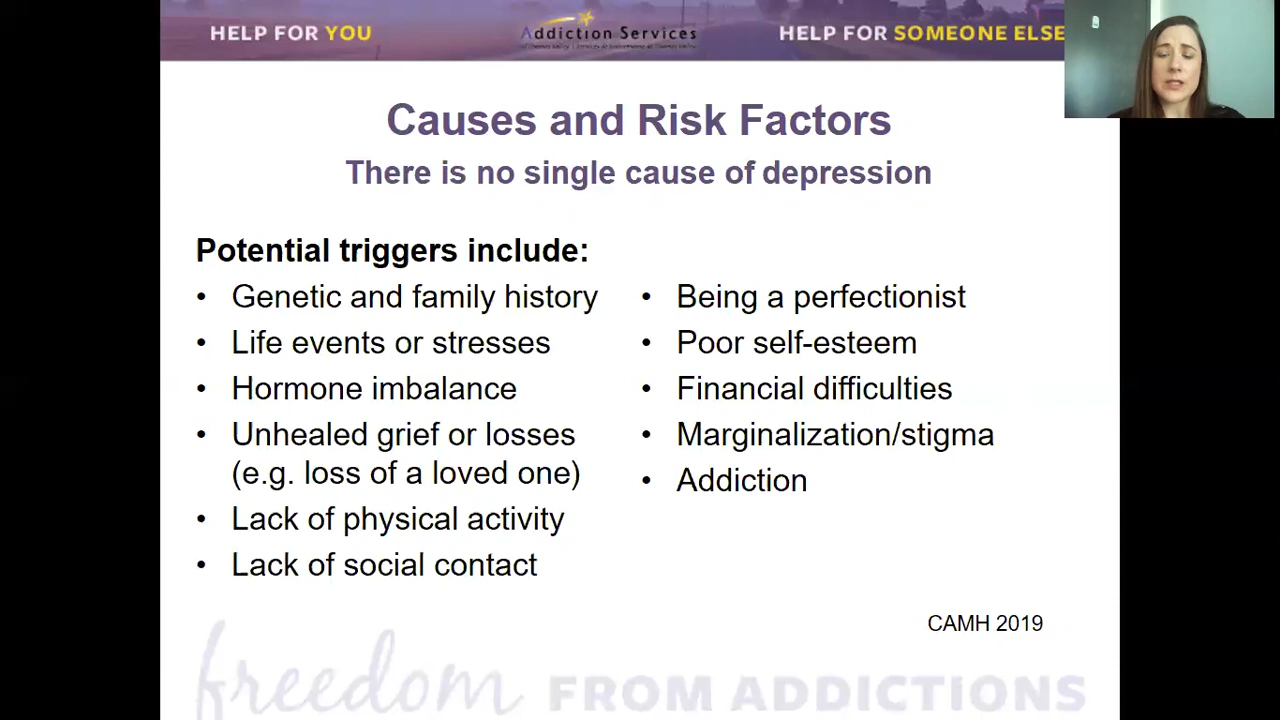 HELP FOR YOU
Addiction Services
HELP FOR SOMEONE ELSE
Causes and Risk Factors
There is no single cause of depression
Potential triggers include:
• Genetic and family history
• Life events or stresses
• Hormone imbalance
• Unhealed grief or losses
(e.g. loss of a loved one)
• Lack of physical activity
• Lack of social contact
• Being a perfectionist
• Poor self-esteem
• Financial difficulties
• Marginalization/stigma
• Addiction
CAMH 2019
freedom FROM ADDICTIONS